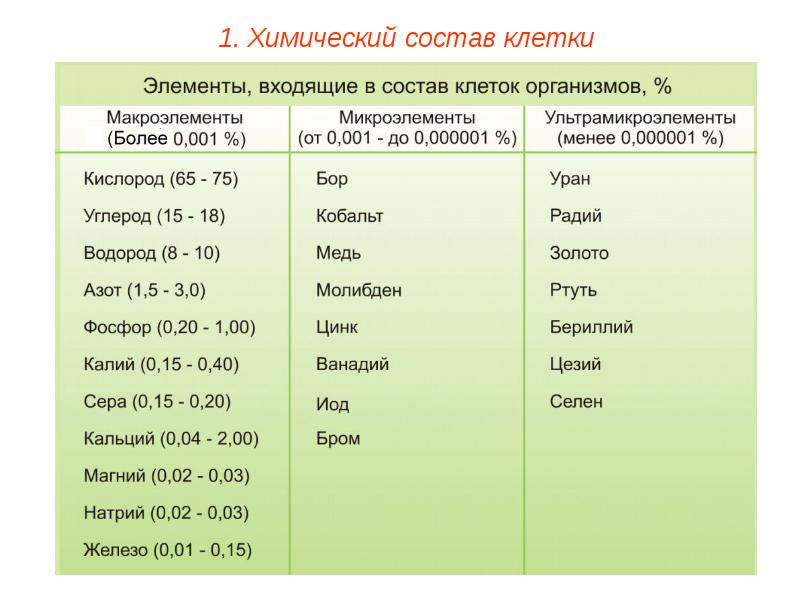 1. Химический состав клетки
Элементы, входящие в состав клеток организмов, %
Макроэлементы
(Более 0,001 %)
Микроэлементы
(от 0,001 - до 0,000001 %)
Ультрамикроэлементы
(менее 0,000001 %)
Кислород (65 - 75)
Углерод (15 - 18)
Водород (8 - 10)
Азот (1,5 - 3,0)
Фосфор (0,20 - 1,00)
Калий (0,15 - 0,40)
Сера (0,15 - 0,20)
Кальций (0,04 - 2,00)
Магний (0,02 - 0,03)
Натрий (0,02 - 0,03)
Железо (0,01 - 0,15)
Бор
Кобальт
Медь
Молибден
Цинк
Ванадий
Иод
Бром
Уран
Радий
Золото
Ртуть
Бериллий
Цезий
Селен